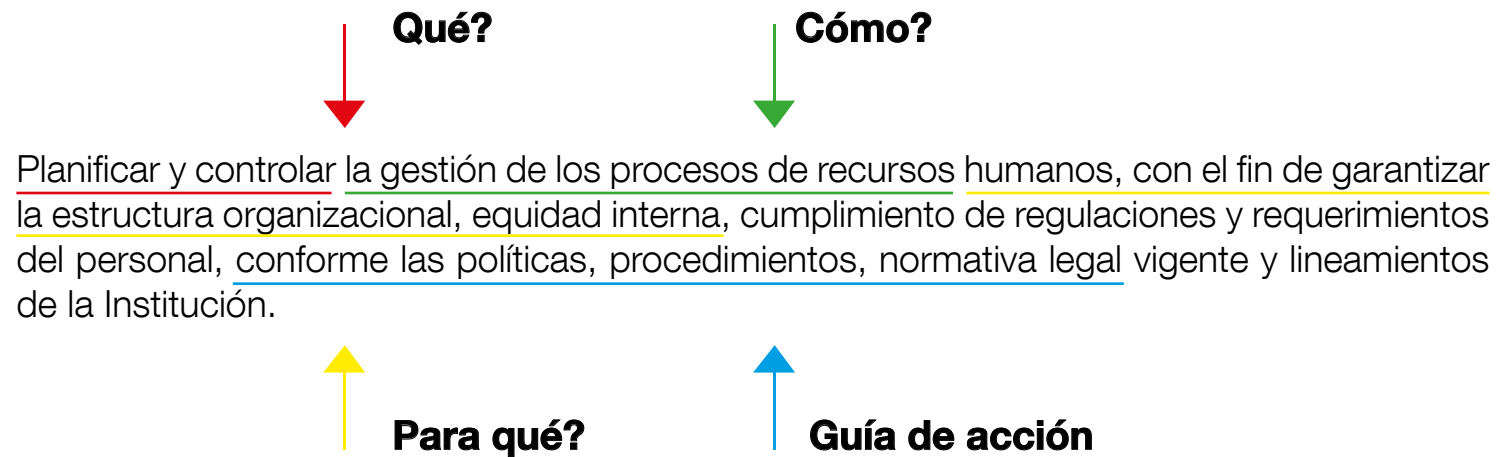 Qué? Cómo?
Planificar y controlar la gestión de los procesos de recursos humanos, con el fin de garantizar
la estructura organizacional, equidad interna, cumplimiento de regulaciones y requerimientos
del personal, conforme las políticas, procedimientos, normativa legal vigente y lineamientos
de la Institución.
Para qué? Guía de acción